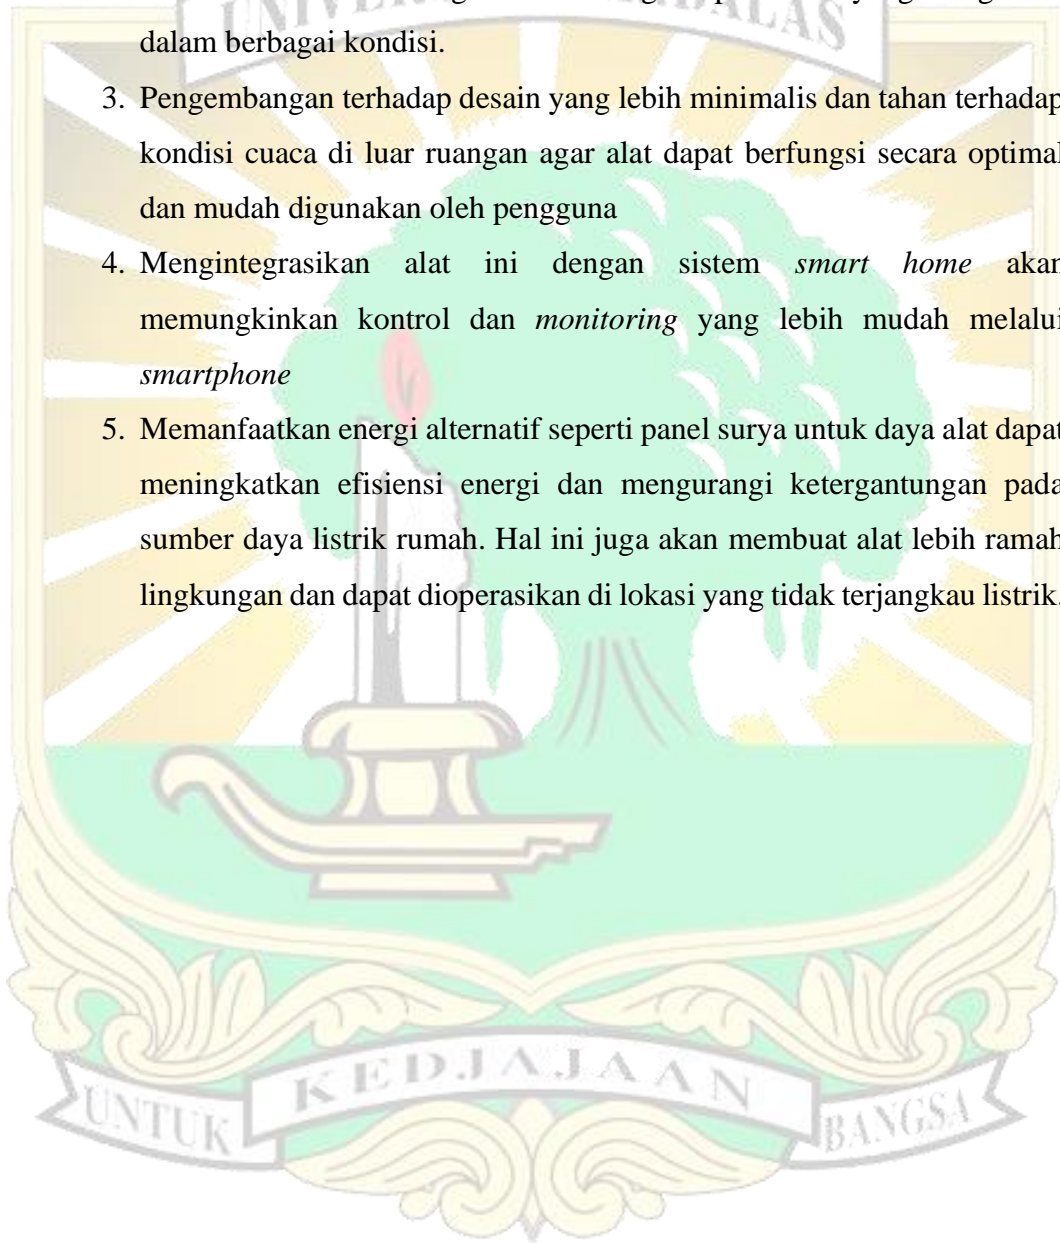 dalam berbagai kondisi.
3. Pengembangan terhadap desain yang lebih minimalis dan tahan terhadap
kondisi cuaca di luar ruangan agar alat dapat berfungsi secara optimal
dan mudah digunakan oleh pengguna
4. Mengintegrasikan alat ini dengan sistem smart home akan
memungkinkan kontrol dan monitoring yang lebih mudah melalui
smartphone
5. Memanfaatkan energi alternatif seperti panel surya untuk daya alat dapat
meningkatkan efisiensi energi dan mengurangi ketergantungan pada
sumber daya listrik rumah. Hal ini juga akan membuat alat lebih ramah
lingkungan dan dapat dioperasikan di lokasi yang tidak terjangkau listrik.
UNTUK KEDJAJAAN BANGSA